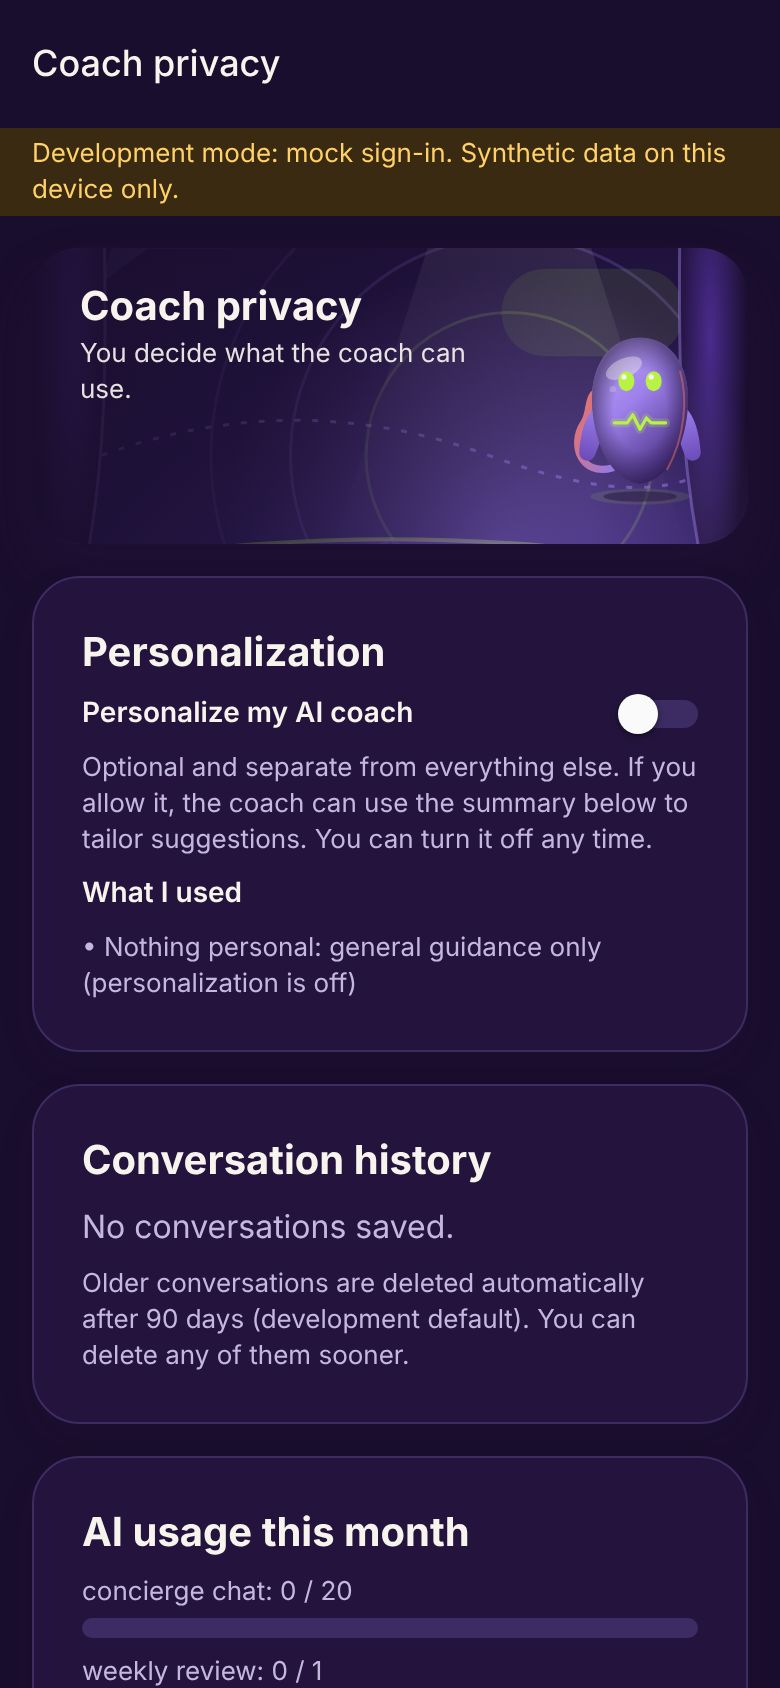 Coach privacy
Development mode: mock sign-in. Synthetic data on this
device only.
Coach privacy
You decide what the coach can
use.
Personalization
Personalize my AI coach
Optional and separate from everything else. If you
allow it, the coach can use the summary below to
tailor suggestions. You can turn it off any time.
What I used
• Nothing personal: general guidance only
(personalization is off)
Conversation history
No conversations saved.
Older conversations are deleted automatically
after 90 days (development default). You can
delete any of them sooner.
AI usage this month
concierge chat: 0 / 20
weekly review: 0 / 1